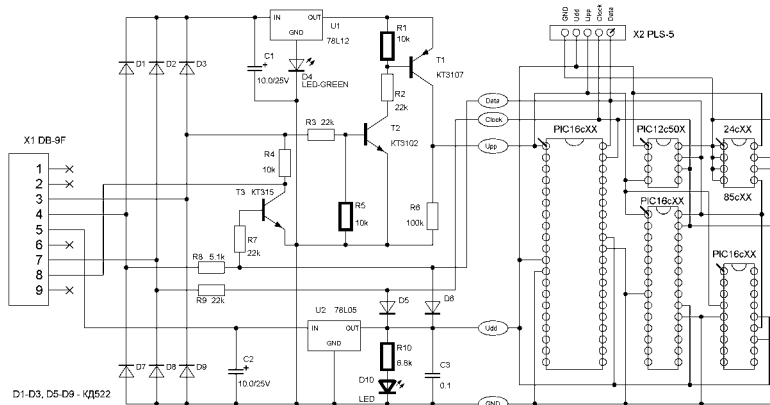 GND
Udd
Upp
Clock
Data
X2 PLS-5
IN OUT
GND
U1
78L12
R1
10k
T1
KT3107
D1 D2 D3
C1
+
10.0/25V
D4
LED-GREEN
R2
22k
Data
Clock
Upp
R3 22k
T2
KT3102
PIC16cXX
PIC12c50X
24cXX
X1 DB-9F
1
2
3
4
5
6
7
8
9
R4
10k
T3 KT315
R5
10k
R6
100k
85cXX
PIC16cXX
R7
22k
R8 5.1k
R9 22k
PIC16cXX
U2 78L05
IN OUT
GND
D5
D6
Udd
D7 D8 D9
C2
+
10.0/25V
R10
6.8k
D10
LED
C3
0.1
D1-D3, D5-D9 - КД522
GND